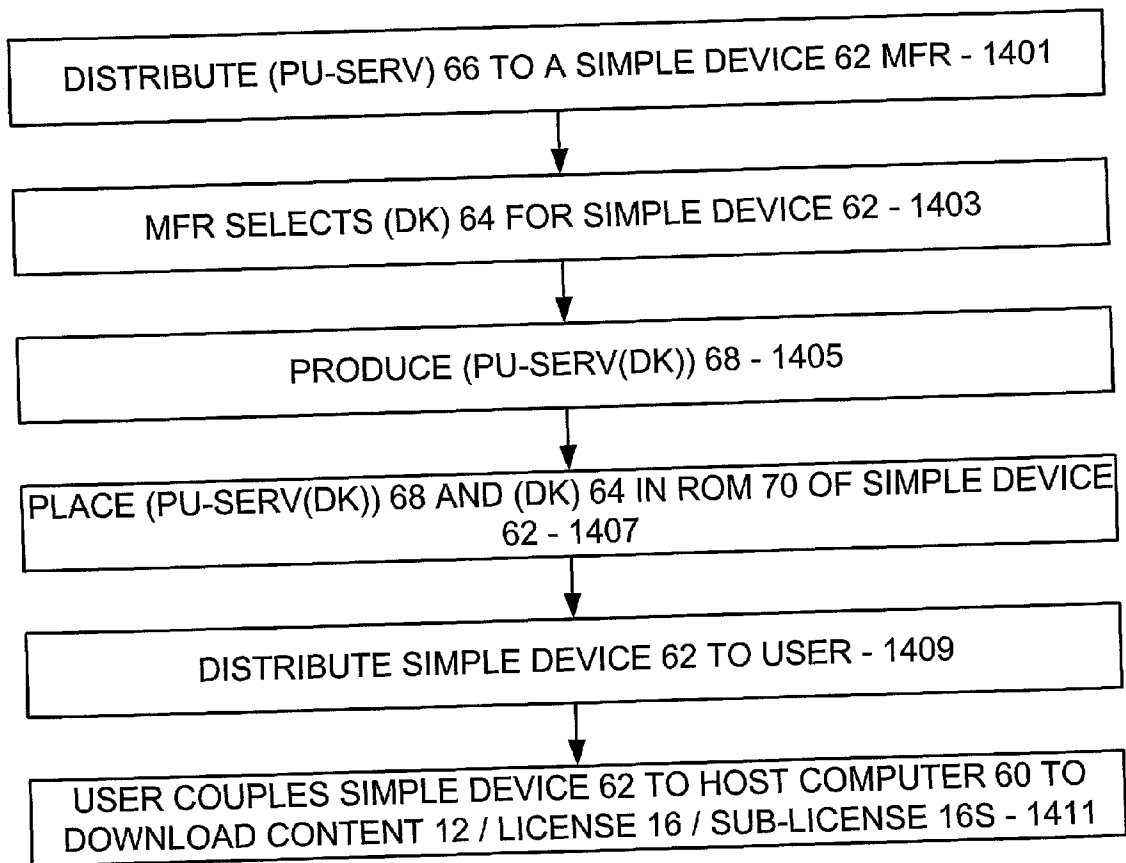 DISTRIBUTE (PU-SERV) 66 TO A SIMPLE DEVICE 62 MFR - 1401
MFR SELECTS (DK) 64 FOR SIMPLE DEVICE 62 - 1403
PRODUCE (PU-SERV(DK)) 68 - 1405
PLACE (PU-SERV(DK)) 68 AND (DK) 64 IN ROM 70 OF SIMPLE DEVICE
62 - 1407
DISTRIBUTE SIMPLE DEVICE 62 TO USER - 1409
USER COUPLES SIMPLE DEVICE 62 TO HOST COMPUTER 60 TO
DOWNLOAD CONTENT 12 / LICENSE 16 / SUB-LICENSE 16S - 1411